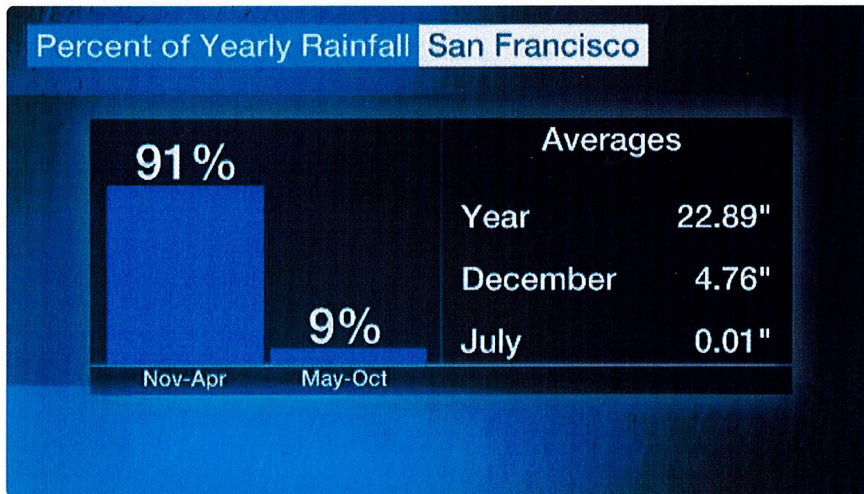 Percent of Yearly Rainfall San Francisco
91%
9%
Nov-Apr
May-Oct
Averages
Year 22.89"
December 4.76"
July 0.01"